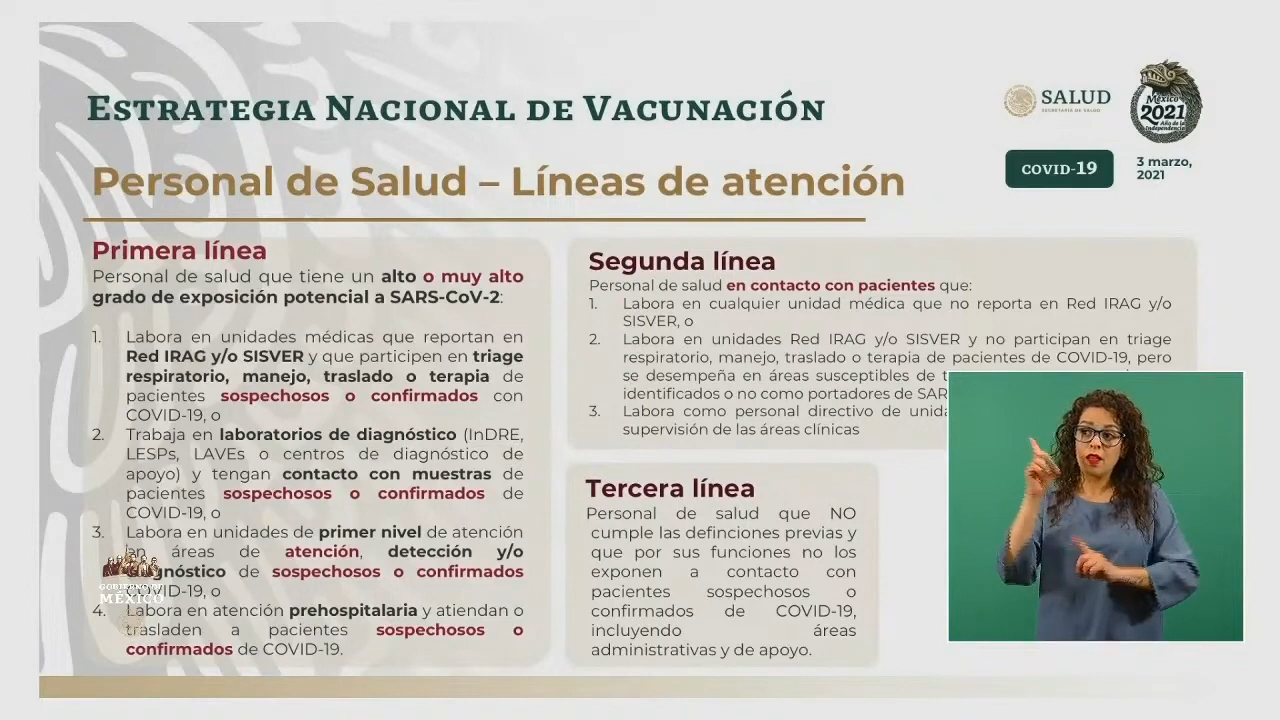 ESTRATEGIA NACIONAL DE VACUNACIÓN
SALUD
SECRETARÍA DE SALUD
México
2021
Año de la
Independencia
Personal de Salud – Líneas de atención
COVID-19
3 marzo,
2021
Primera línea
Personal de salud que tiene un alto o muy alto
grado de exposición potencial a SARS-CoV-2:
1. Labora en unidades médicas que reportan en
Red IRAG y/o SISVER y que participen en triage
respiratorio, manejo, traslado o terapia de
pacientes sospechosos o confirmados con
COVID-19, o
2. Trabaja en laboratorios de diagnóstico (InDRE,
LESPs, LAVEs o centros de diagnóstico de
apoyo) y tengan contacto con muestras de
pacientes sospechosos o confirmados de
COVID-19, o
3. Labora en unidades de primer nivel de atención
en áreas de atención, detección y/o
diagnóstico de sospechosos o confirmados
COVID-19, o
4. Labora en atención prehospitalaria y atiendan o
trasladen a pacientes sospechosos o
confirmados de COVID-19.
GOBIERNO DE
MÉXICO
Segunda línea
Personal de salud en contacto con pacientes que:
1. Labora en cualquier unidad médica que no reporta en Red IRAG y/o
SISVER, o
2. Labora en unidades Red IRAG y/o SISVER y no participan en triage
respiratorio, manejo, traslado o terapia de pacientes de COVID-19, pero
se desempeña en áreas susceptibles de
identificados o no como portadores de SAR
3. Labora como personal directivo de
supervisión de las áreas clínicas
Tercera línea
Personal de salud que NO
cumple las definciones previas y
que por sus funciones no los
exponen a contacto con
pacientes sospechosos o
confirmados de COVID-19,
incluyendo áreas
administrativas y de apoyo.